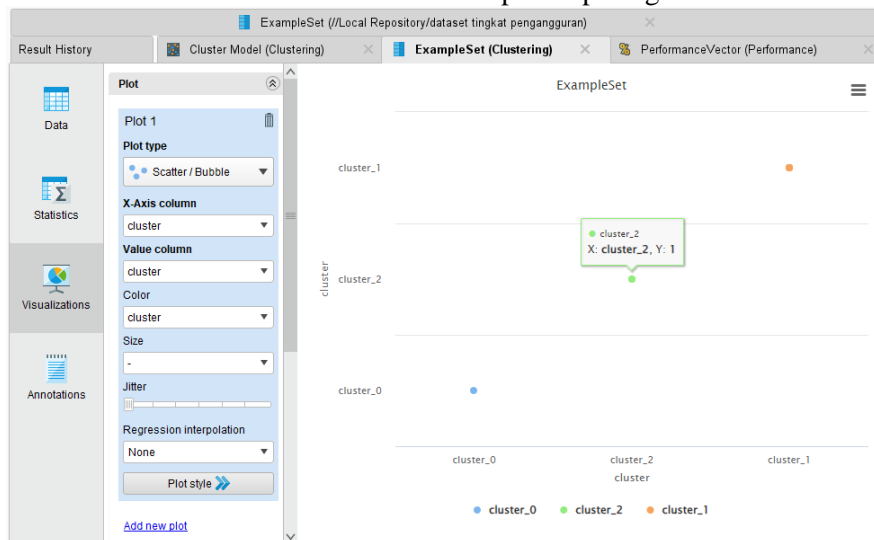 ExampleSet (//Local Repository/dataset tingkat pengangguran)
Result History
Cluster Model (Clustering)
ExampleSet (Clustering)
PerformanceVector (Performance)
Data
Statistics
Visualizations
Annotations
Plot
Plot 1
Plot type
Scatter / Bubble
X-Axis column
cluster
Value column
cluster
Color
cluster
Size
-
Jitter
Regression interpolation
None
Plot style
Add new plot
ExampleSet
cluster_1
cluster_2
X: cluster_2, Y: 1
cluster
cluster_2
cluster_0
cluster_0 cluster_2 cluster_1
cluster
cluster_0 cluster_2 cluster_1